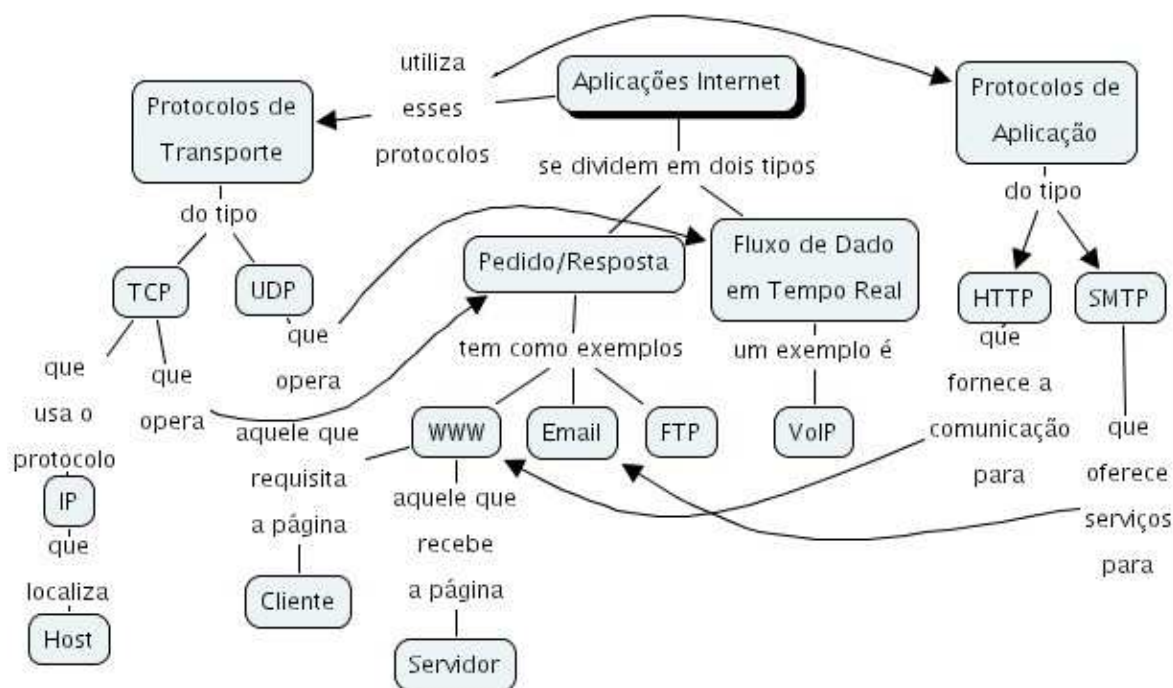 utiliza
esses
protocolos
Aplicações Internet
Protocolos de
Transporte
Protocolos de
Aplicação
se dividem em dois tipos
do tipo
do tipo
TCP
UDP
Pedido/Resposta
Fluxo de Dado
em Tempo Real
HTTP
SMTP
que
usa o
protocolo
que
opera
que
opera
tem como exemplos
um exemplo é
que
fornece a
comunicação
para
que
oferece
serviços
para
WWW
Email
FTP
VoIP
IP
que
localiza
Host
aquele que
requisita
a página
Cliente
aquele que
recebe
a página
Servidor